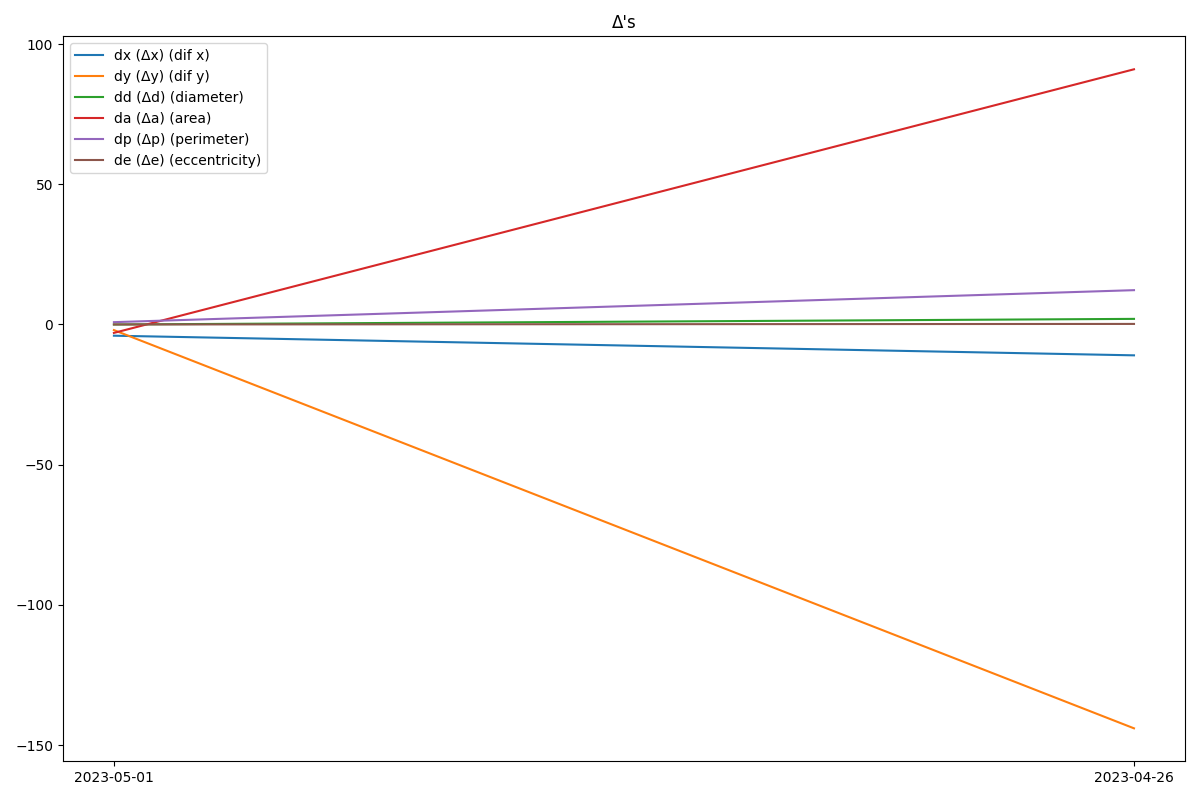 Δ's
dx (Δx) (dif x)
dy (Δy) (dif y)
dd (Δd) (diameter)
da (Δa) (area)
dp (Δp) (perimeter)
de (Δe) (eccentricity)
100
50
0
−50
−100
−150
2023-05-01
2023-04-26